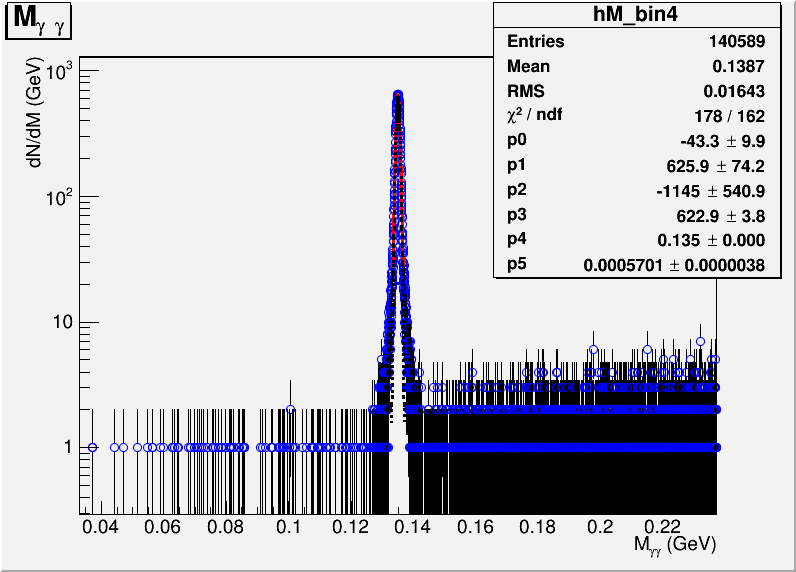 Mγ γ
hM_bin4
Entries 140589
Mean 0.1387
RMS 0.01643
χ² / ndf 178 / 162
p0 -43.3 ± 9.9
p1 625.9 ± 74.2
p2 -1145 ± 540.9
p3 622.9 ± 3.8
p4 0.135 ± 0.000
p5 0.0005701 ± 0.0000038
dN/dM (GeV)
10³
10²
10
1
0.04 0.06 0.08 0.1 0.12 0.14 0.16 0.18 0.2 0.22
Mγγ (GeV)